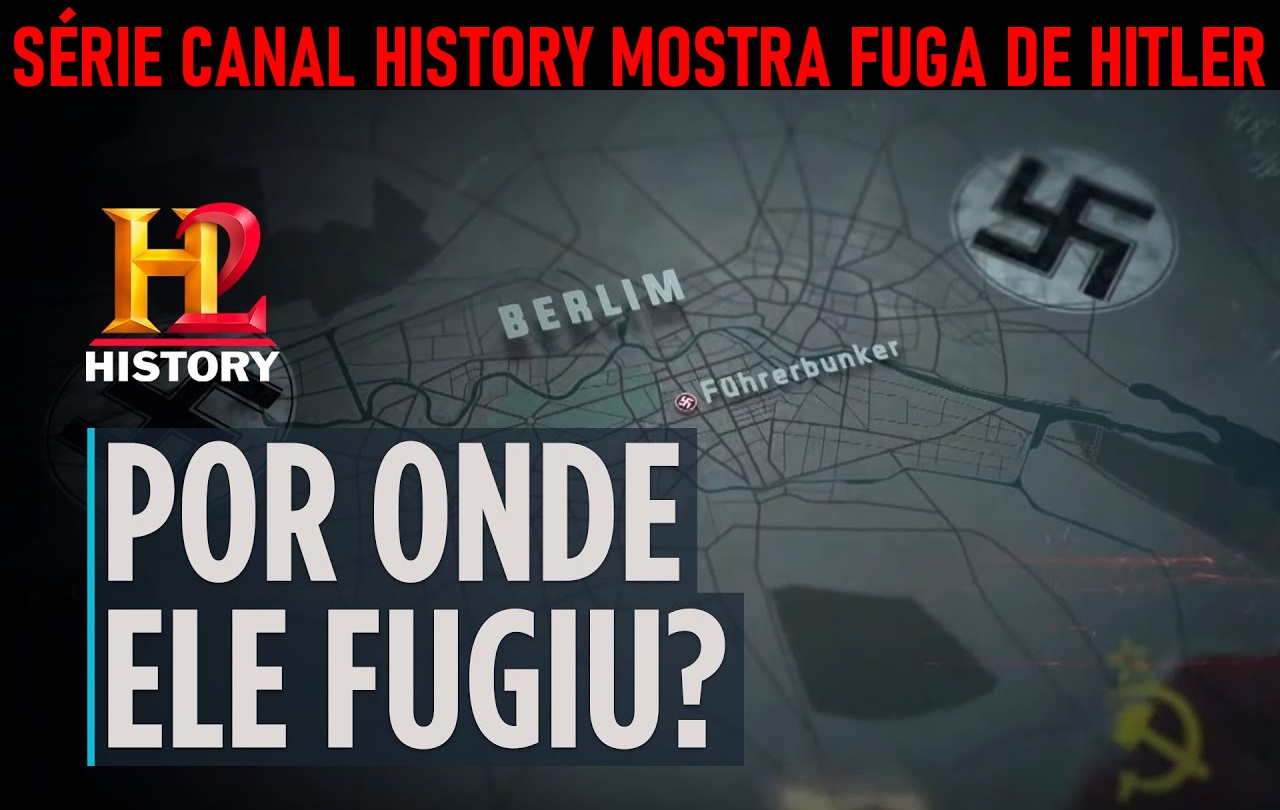 SÉRIE CANAL HISTORY MOSTRA FUGA DE HITLER
H2
HISTORY
BERLIM
Führerbunker
POR ONDE
ELE FUGIU?